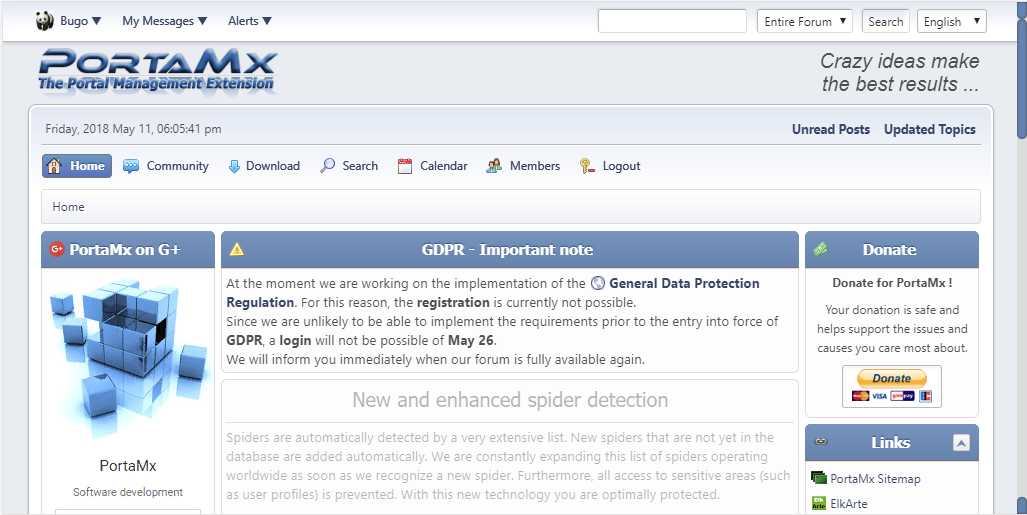 Bugo ▼ My Messages ▼ Alerts ▼ Entire Forum ▼ Search English ▼
PortaMx
The Portal Management Extension
Crazy ideas make
the best results ...
Friday, 2018 May 11, 06:05:41 pm
Unread Posts Updated Topics
Home Community Download Search Calendar Members Logout
Home
G+ PortaMx on G+
PortaMx
Software development
GDPR - Important note
At the moment we are working on the implementation of the General Data Protection
Regulation. For this reason, the registration is currently not possible.
Since we are unlikely to be able to implement the requirements prior to the entry into force of
GDPR, a login will not be possible of May 26.
We will inform you immediately when our forum is fully available again.
New and enhanced spider detection
Spiders are automatically detected by a very extensive list. New spiders that are not yet in the
database are added automatically. We are constantly expanding this list of spiders operating
worldwide as soon as we recognize a new spider. Furthermore, all access to sensitive areas (such
as user profiles) is prevented. With this new technology you are optimally protected.
Donate
Donate for PortaMx !
Your donation is safe and
helps support the issues and
causes you care most about.
Donate
VISA
Links
PortaMx Sitemap
Elk
Arte
ElkArte